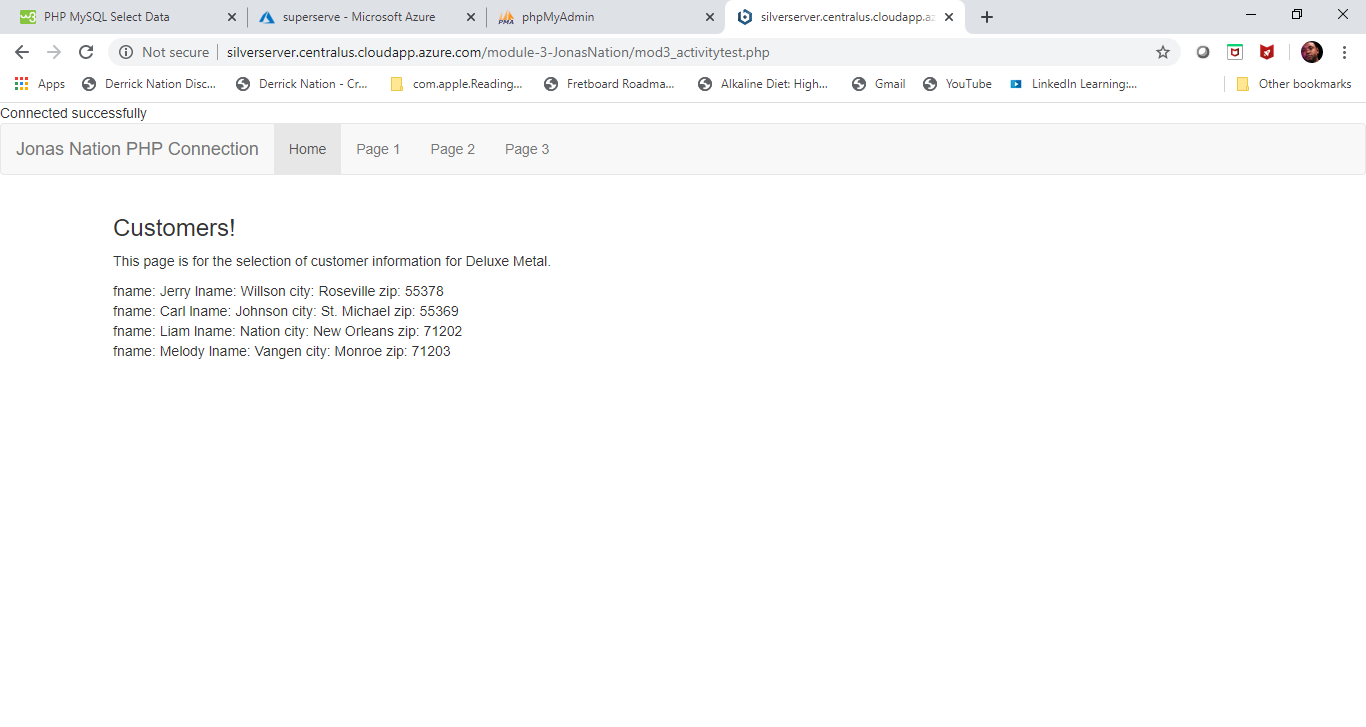 PHP MySQL Select Data
superserve - Microsoft Azure
phpMyAdmin
silverserver.centralus.cloudapp.az
Not secure
silverserver.centralus.cloudapp.azure.com/module-3-JonasNation/mod3_activitytest.php
Apps
Derrick Nation Disc...
Derrick Nation - Cr...
com.apple.Reading...
Fretboard Roadma...
Alkaline Diet: High...
Gmail
YouTube
LinkedIn Learning:...
Other bookmarks
Connected successfully
Jonas Nation PHP Connection
Home
Page 1
Page 2
Page 3
Customers!
This page is for the selection of customer information for Deluxe Metal.
fname: Jerry lname: Willson city: Roseville zip: 55378
fname: Carl lname: Johnson city: St. Michael zip: 55369
fname: Liam lname: Nation city: New Orleans zip: 71202
fname: Melody lname: Vangen city: Monroe zip: 71203